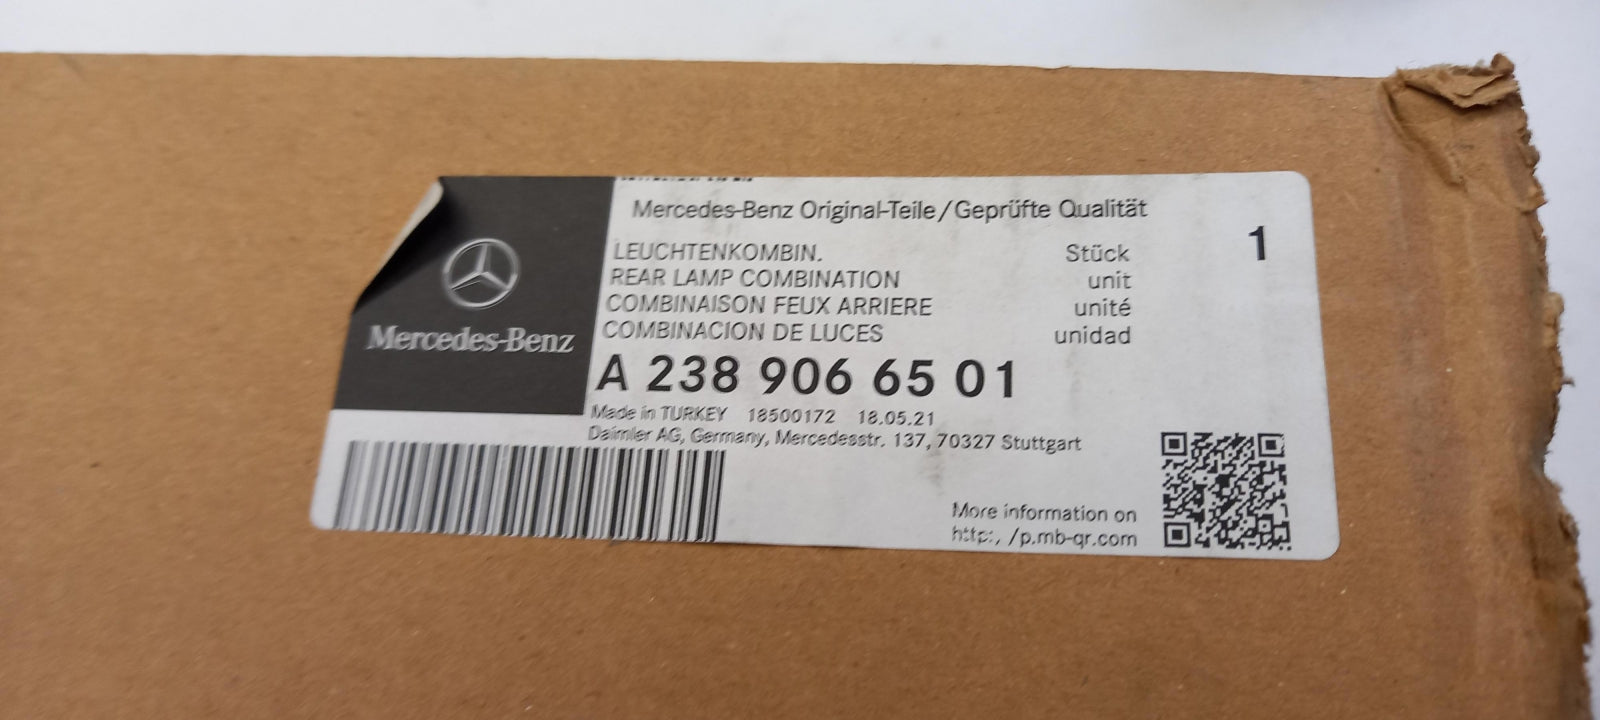 Mercedes-Benz Original-Teile/Geprüfte Qualität
LEUCHTENKOMBIN. Stück 1
REAR LAMP COMBINATION unit
COMBINAISON FEUX ARRIERE unité
COMBINACION DE LUCES unidad
Mercedes-Benz
A 238 906 65 01
Made in TURKEY 18500172 18.05.21
Daimler AG, Germany, Mercedesstr. 137, 70327 Stuttgart
More information on
http:, /p.mb-qr.com